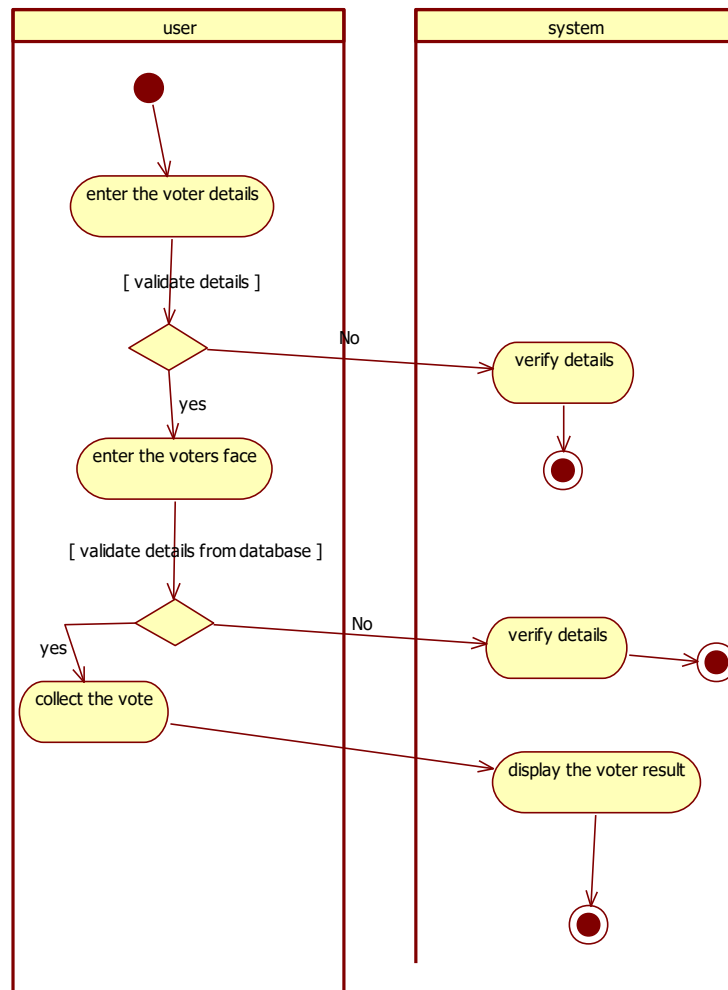 user
system
enter the voter details
[ validate details ]
No
verify details
yes
enter the voters face
[ validate details from database ]
No
verify details
yes
collect the vote
display the voter result